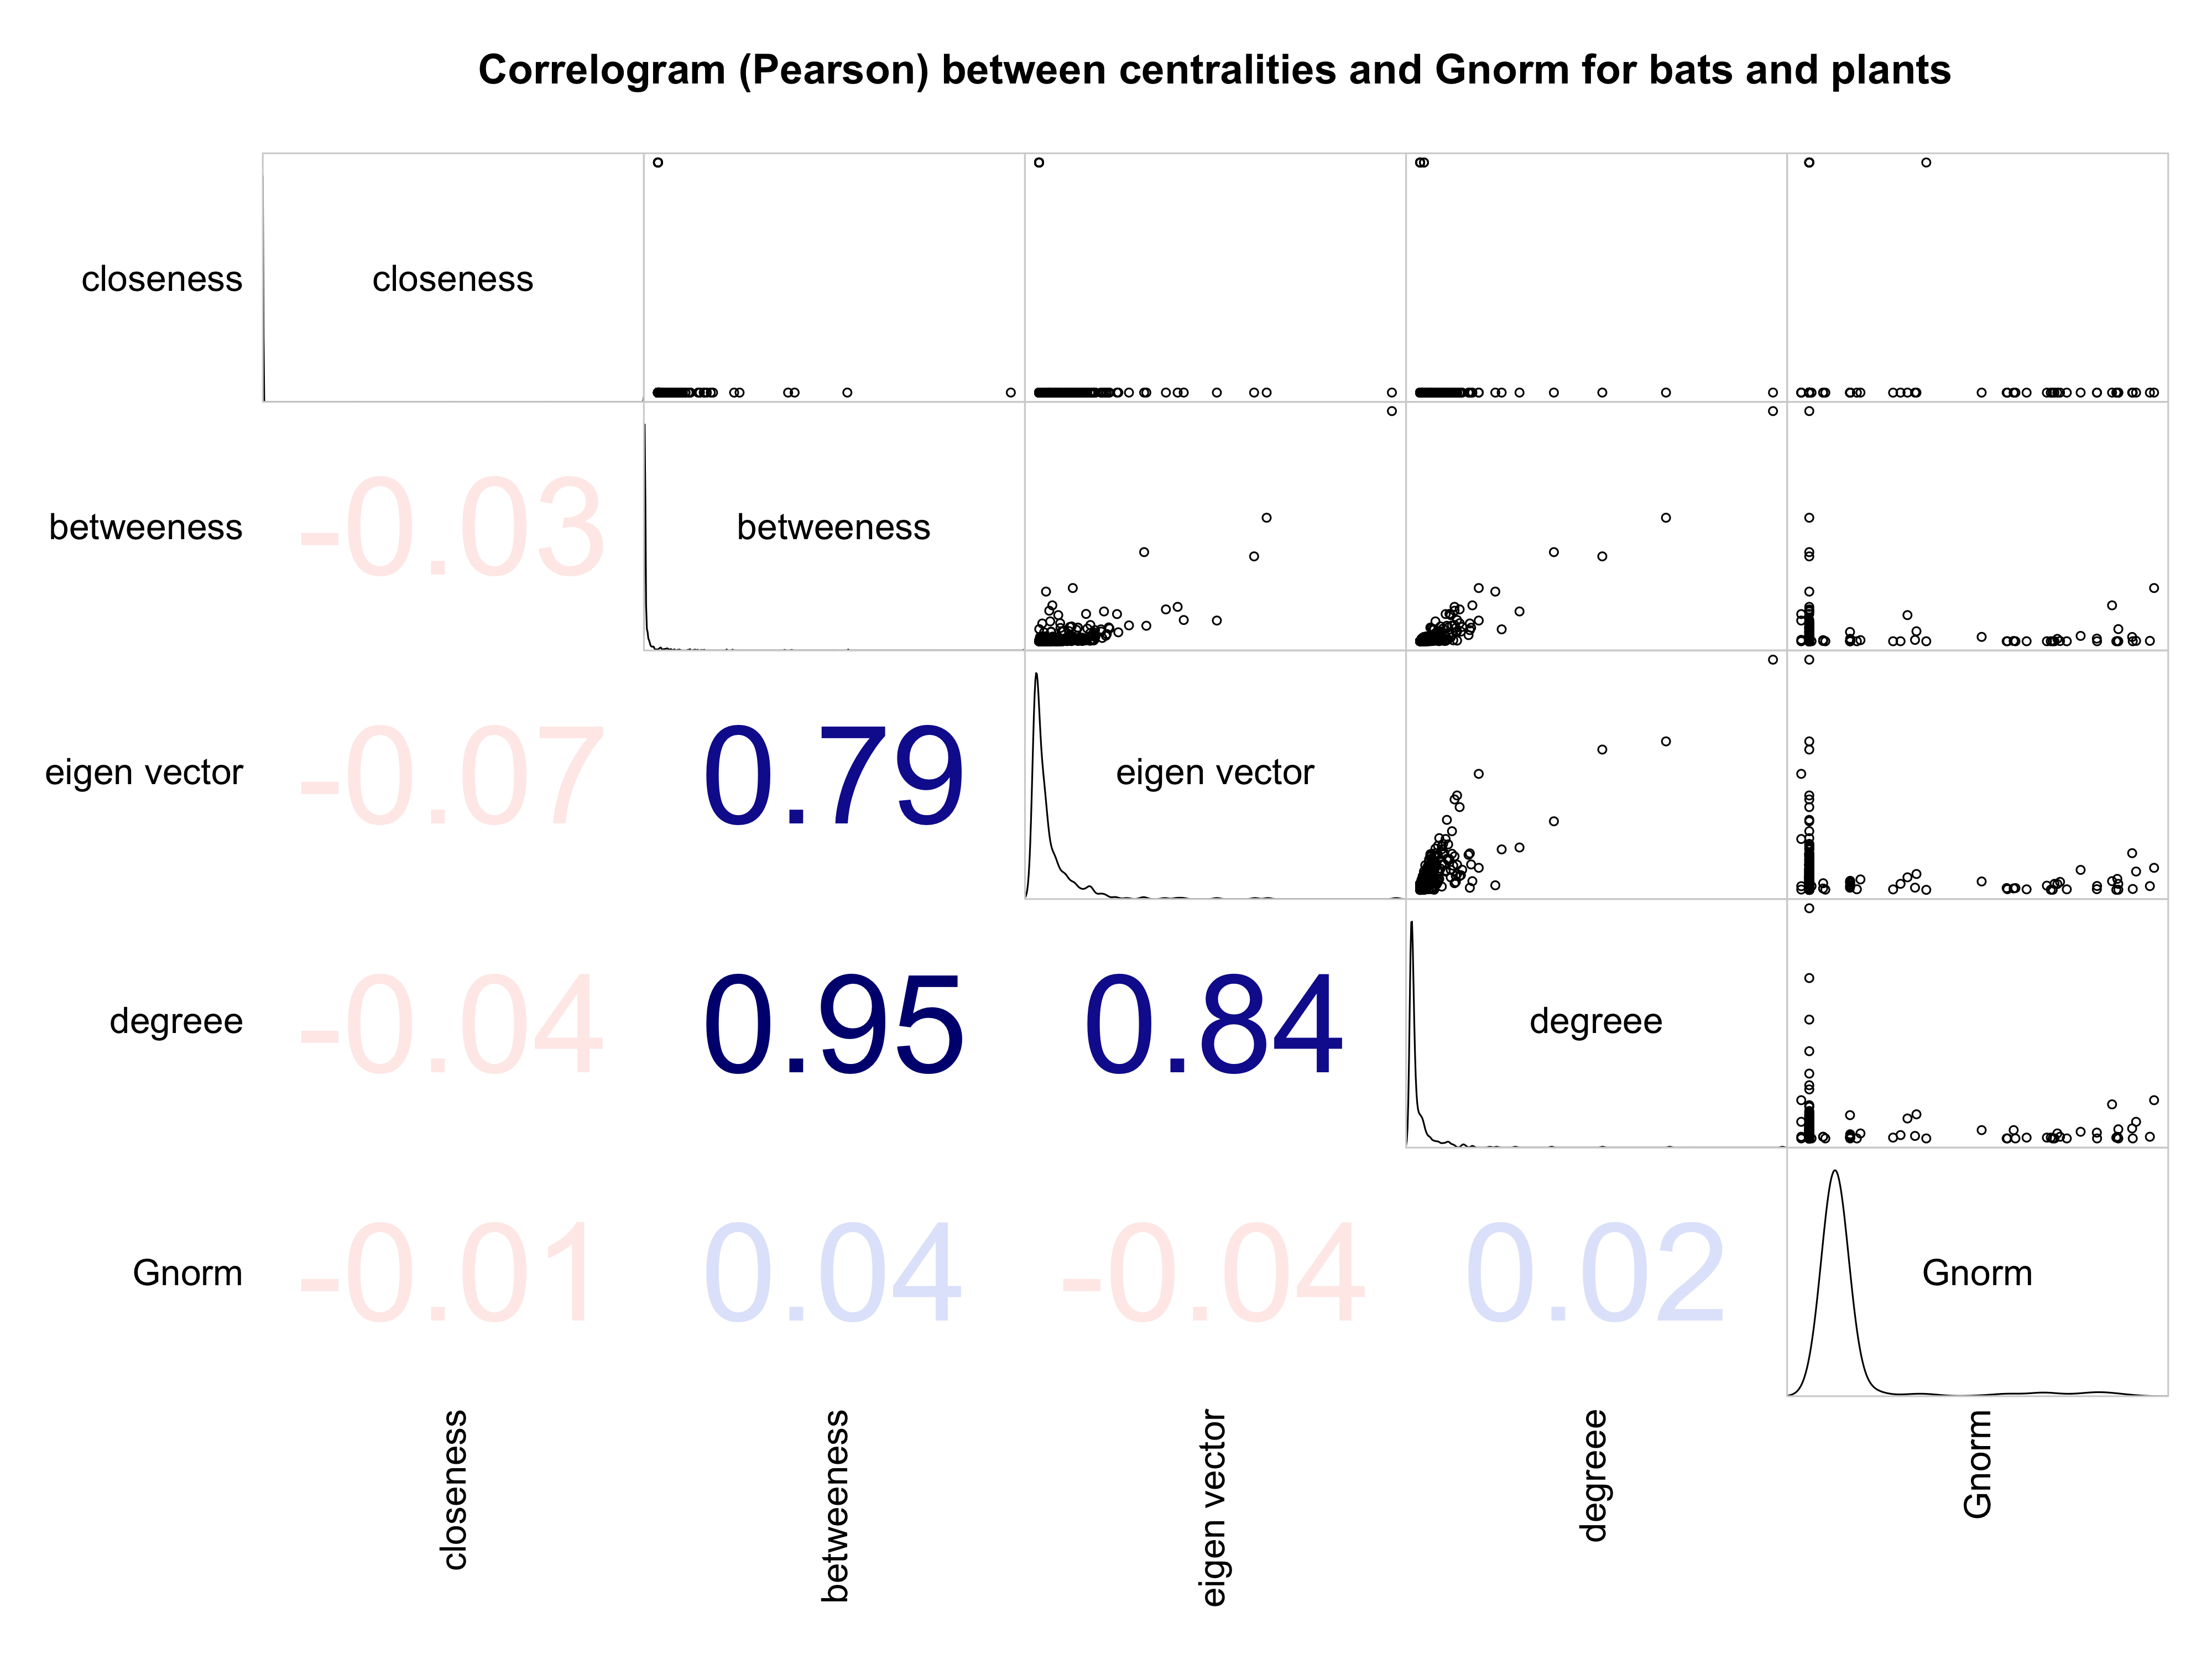 Correlogram (Pearson) between centralities and Gnorm for bats and plants
closeness closeness
betweeness -0.03 betweeness
eigen vector -0.07 0.79 eigen vector
degreee -0.04 0.95 0.84 degreee
Gnorm -0.01 0.04 -0.04 0.02 Gnorm
closeness
betweeness
eigen vector
degreee
Gnorm